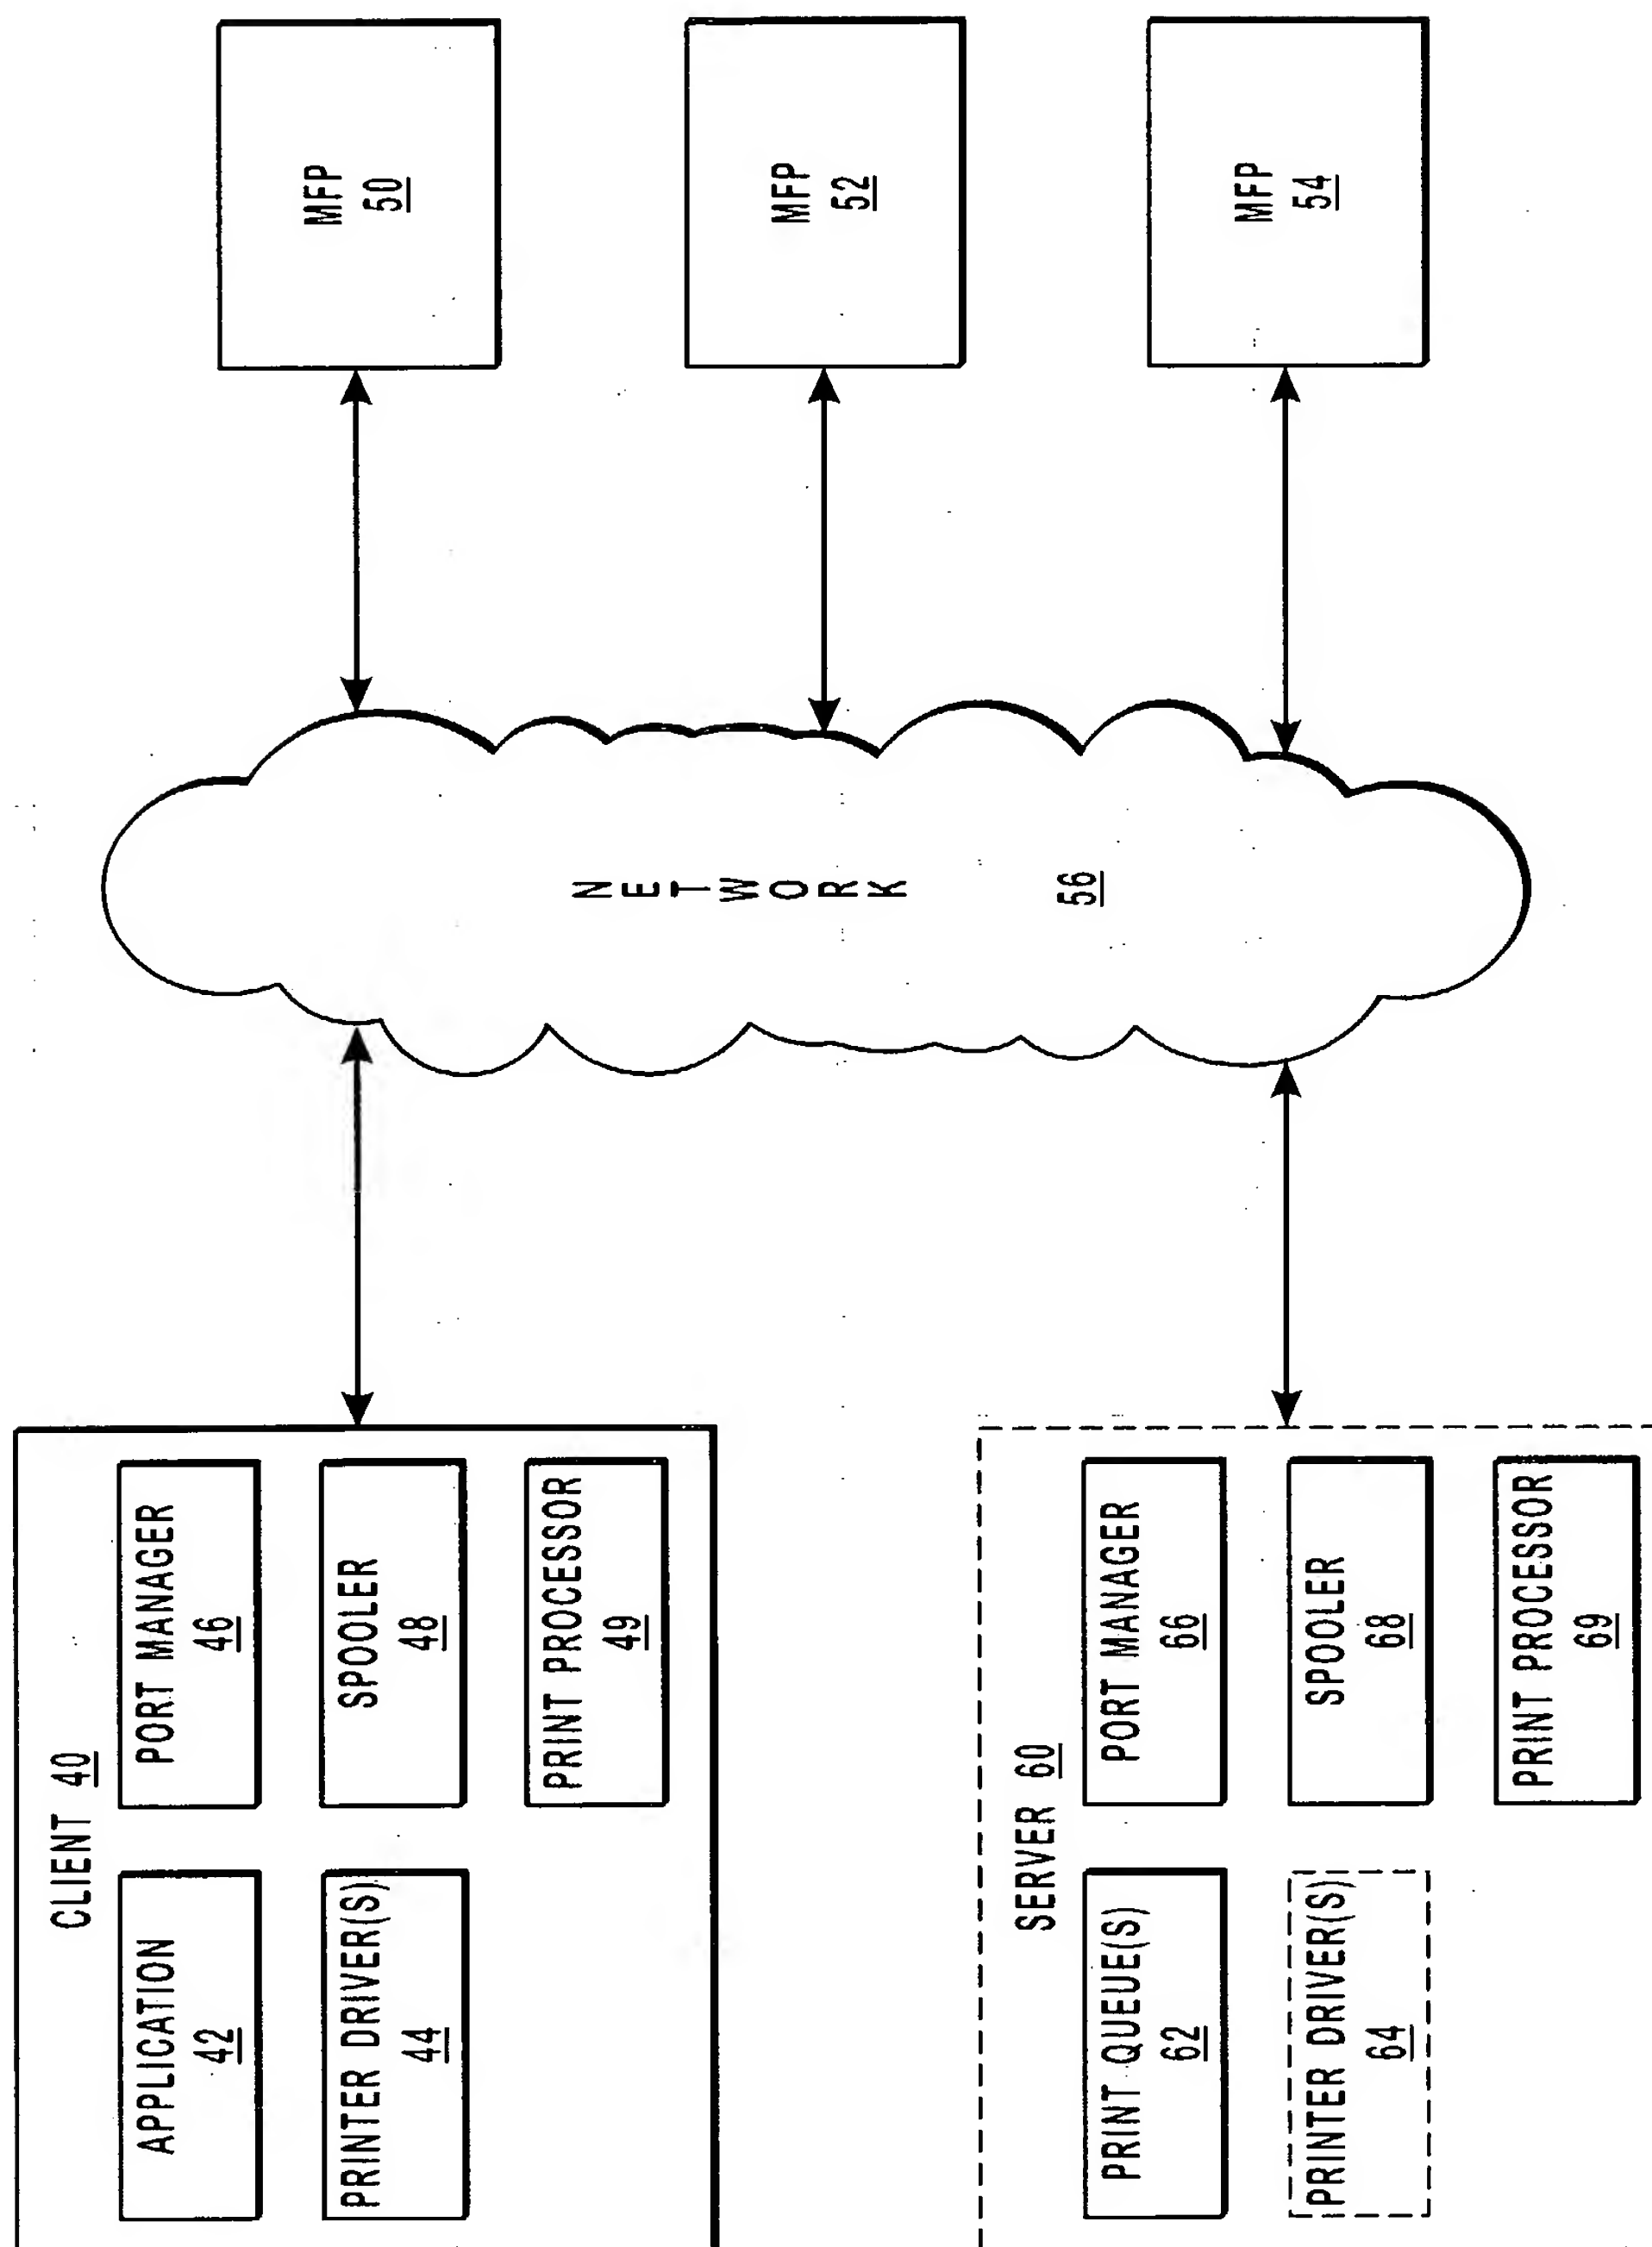 CLIENT 40
APPLICATION
42
PORT MANAGER
46
PRINTER DRIVER(S)
44
SPOOLER
48
PRINT PROCESSOR
49
SERVER 60
PRINT QUEUE(S)
62
PORT MANAGER
66
PRINTER DRIVER(S)
64
SPOOLER
68
PRINT PROCESSOR
69
NETWORK
56
MFP
50
MFP
52
MFP
54